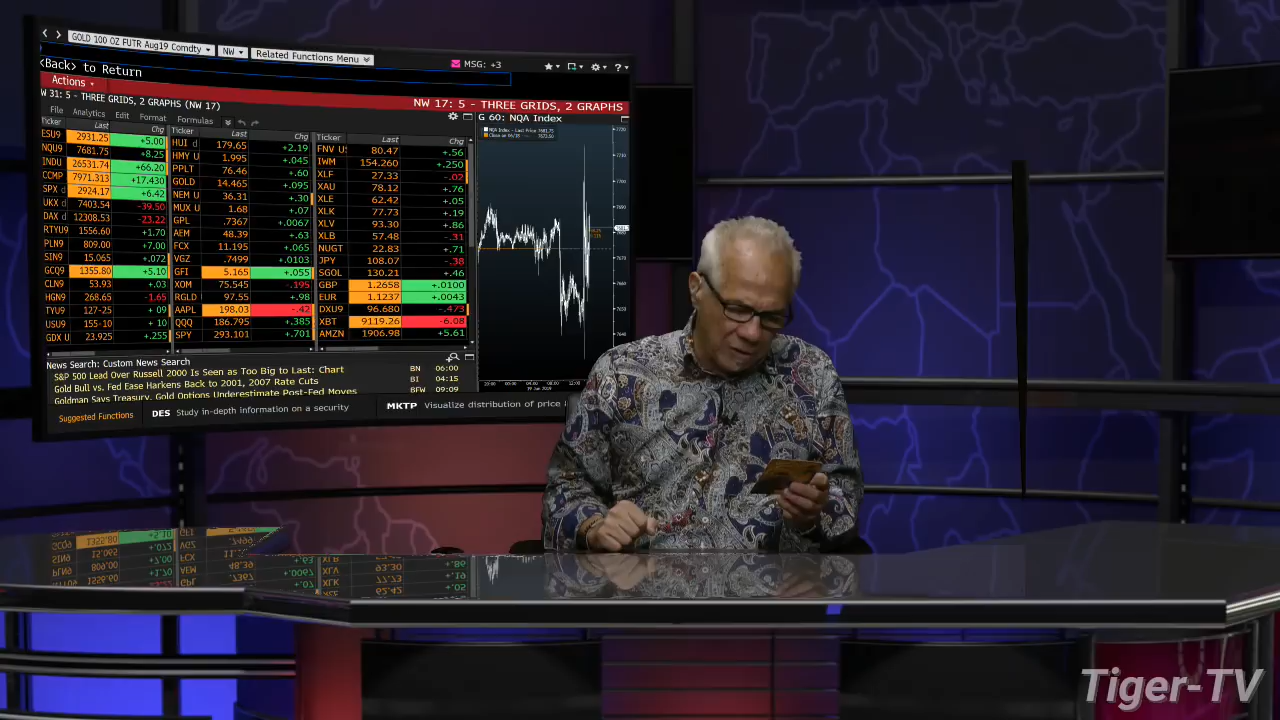 GOLD 100 OZ FUTR Aug19 Comdty
NW
Related Functions Menu
MSG: +3
<Back> to Return
Actions
NW 17: 5 - THREE GRIDS, 2 GRAPHS
W 31: 5 - THREE GRIDS, 2 GRAPHS (NW 17)
G 60: NQA Index
File Analytics Edit Format Formulas
Ticker Last Chg Ticker Last Chg Ticker Last Chg
ESU9 2931.25 +5.00 HUI d 179.65 +2.19 FNV U 80.47 +.56
NQU9 7681.75 +8.25 HMY U 1.995 +.045 IWM 154.260 +.250
INDU 26531.74 +66.20 PPLT 76.46 +.60 XLF 27.33 -.02
CCMP 7971.313 +17.430 GOLD 14.465 +.095 XAU 78.12 +.76
SPX d 2924.17 +6.42 NEM U 36.31 +.30 XLE 62.42 +.05
UKX d 7403.54 -39.50 MUX U 1.68 +.07 XLK 77.73 +.19
DAX d 12308.53 -23.22 GPL .7367 +.0067 XLV 93.30 +.86
RTYU9 1556.60 +1.70 AEM 48.39 +.63 XLB 57.48 -.31
PLN9 809.00 +7.00 FCX 11.195 +.065 NUGT 22.83 +.71
SIN9 15.065 +.072 VGZ .7499 +.0103 JPY 108.07 -.38
GCQ9 1355.80 +5.10 GFI 5.165 +.055 SGOL 130.21 +.46
CLN9 53.93 +.03 XOM 75.545 -.195 GBP 1.2658 +.0100
HGN9 268.65 -1.65 RGLD 97.55 +.98 EUR 1.1237 +.0043
TYU9 127-25 + 09 AAPL 198.03 -.42 DXU9 96.680 -.473
USU9 155-10 + 10 QQQ 186.795 +.385 XBT 9119.26 -6.08
GDX U 23.925 +.255 SPY 293.101 +.701 AMZN 1906.98 +5.61
News Search: Custom News Search
S&P 500 Lead Over Russell 2000 Is Seen as Too Big to Last: Chart BN 06:00
Gold Bull vs. Fed Ease Harkens Back to 2001, 2007 Rate Cuts BI 04:15
Goldman Says Treasury, Gold Options Underestimate Post-Fed Moves BFW 09:09
Suggested Functions DES Study in-depth information on a security MKTP Visualize distribution of price
Tiger-TV